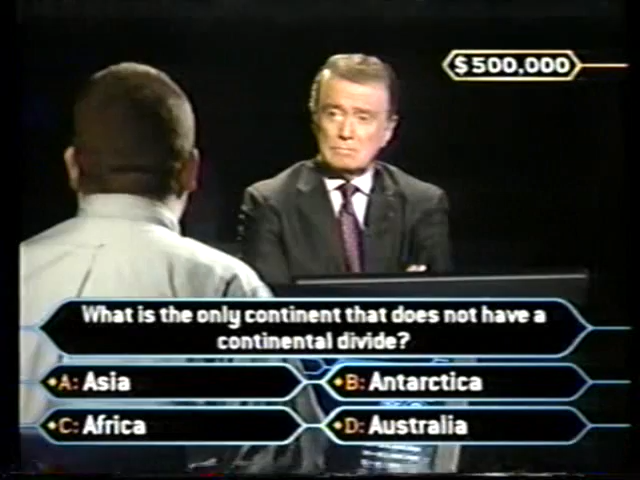 $500,000
What is the only continent that does not have a
continental divide?
A: Asia
B: Antarctica
C: Africa
D: Australia